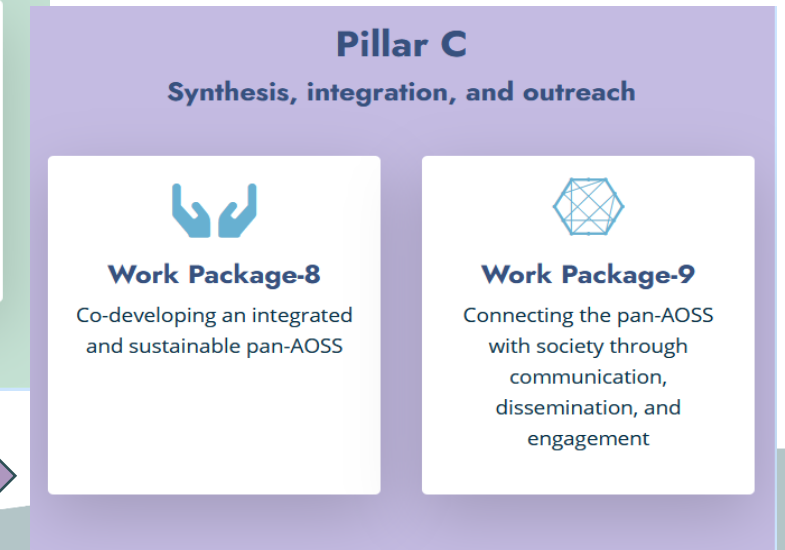 Pillar C
Synthesis, integration, and outreach
Work Package-8
Co-developing an integrated
and sustainable pan-AOSS
Work Package-9
Connecting the pan-AOSS
with society through
communication,
dissemination, and
engagement